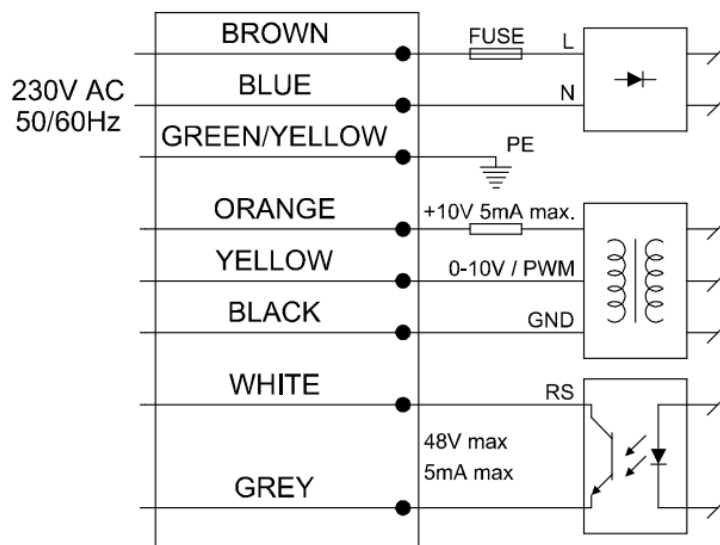 BROWN
FUSE
L
230V AC
50/60Hz
BLUE
N
GREEN/YELLOW
PE
ORANGE
+10V 5mA max.
YELLOW
0-10V / PWM
BLACK
GND
WHITE
RS
48V max
5mA max
GREY